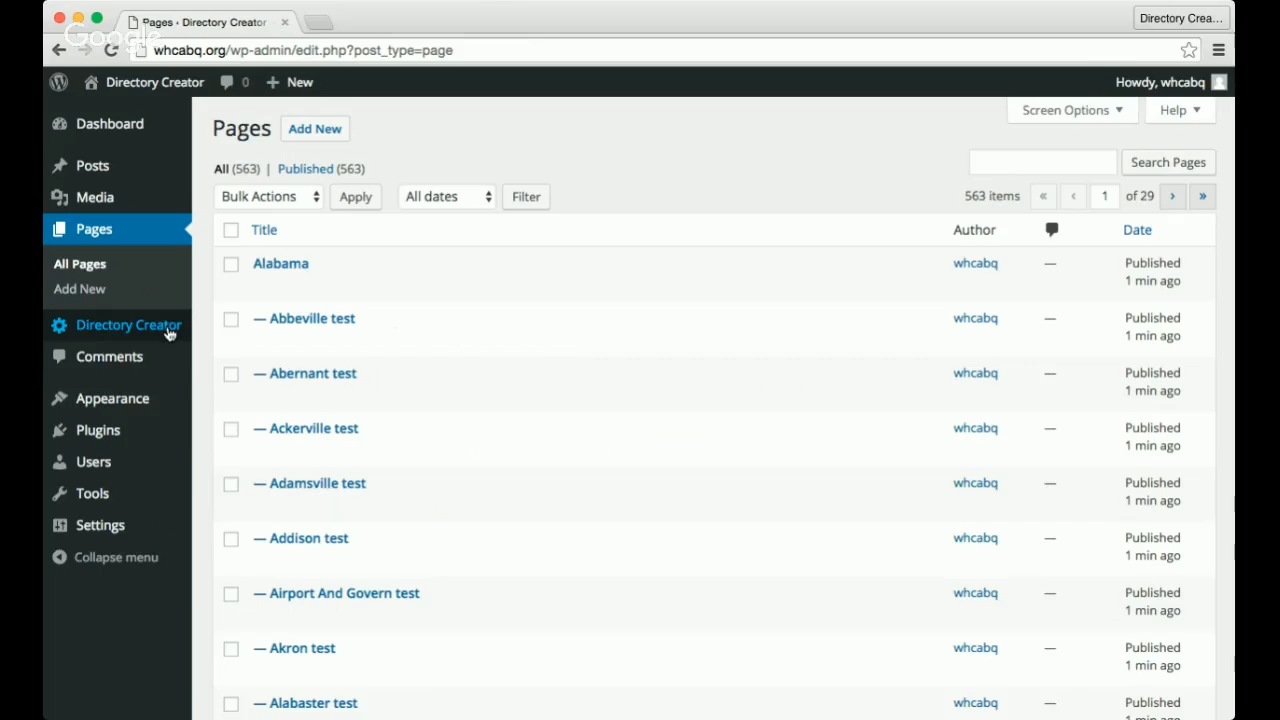 Pages ‹ Directory Creator
Directory Crea...
Google
whcabq.org/wp-admin/edit.php?post_type=page
Directory Creator 0 + New
Howdy, whcabq
Dashboard
Posts
Media
Pages
All Pages
Add New
Directory Creator
Comments
Appearance
Plugins
Users
Tools
Settings
Collapse menu
Screen Options
Help
Pages Add New
All (563) | Published (563)
Search Pages
Bulk Actions Apply All dates Filter
563 items « ‹ 1 of 29 › »
Title Author Date
Alabama whcabq — Published
1 min ago
— Abbeville test whcabq — Published
1 min ago
— Abernant test whcabq — Published
1 min ago
— Ackerville test whcabq — Published
1 min ago
— Adamsville test whcabq — Published
1 min ago
— Addison test whcabq — Published
1 min ago
— Airport And Govern test whcabq — Published
1 min ago
— Akron test whcabq — Published
1 min ago
— Alabaster test whcabq — Published
1 min ago